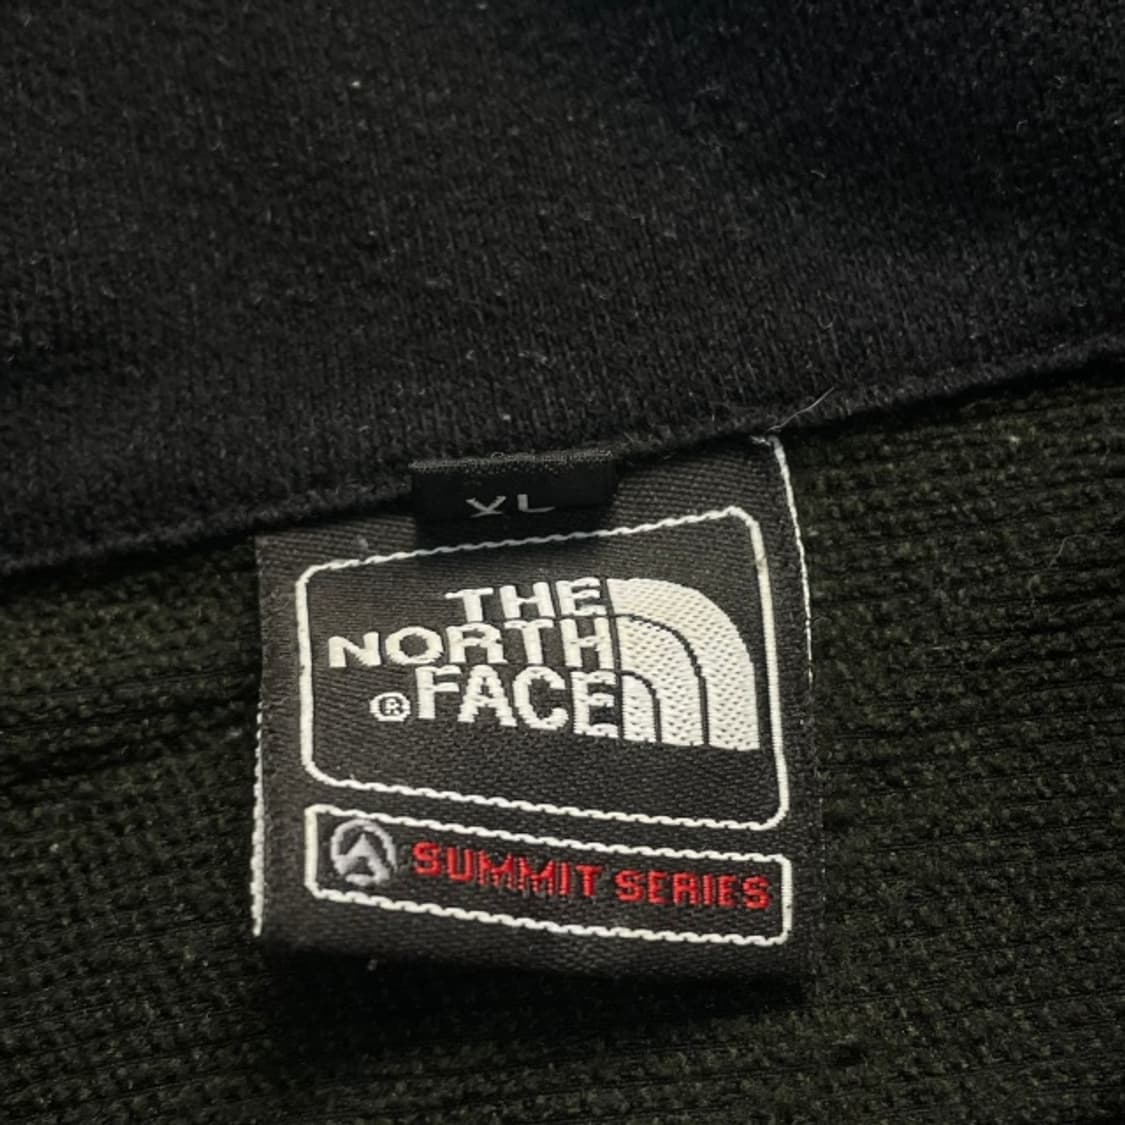 XL
THE
NORTH
® FACE
SUMMIT SERIES